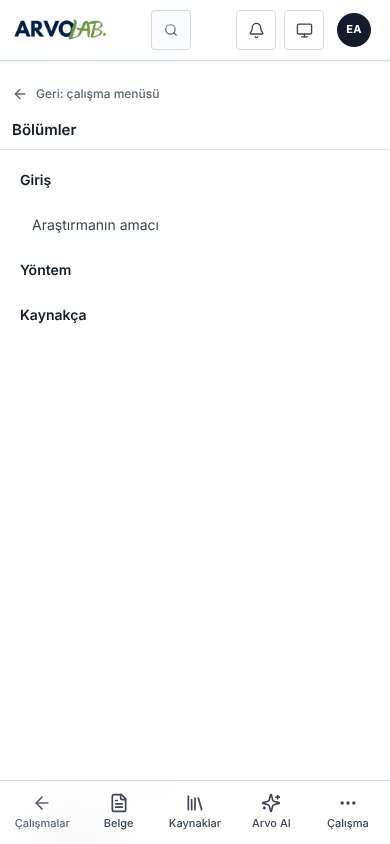 ARVOLAB.
EA
Geri: çalışma menüsü
Bölümler
Giriş
Araştırmanın amacı
Yöntem
Kaynakça
Çalışmalar
Belge
Kaynaklar
Arvo AI
Çalışma